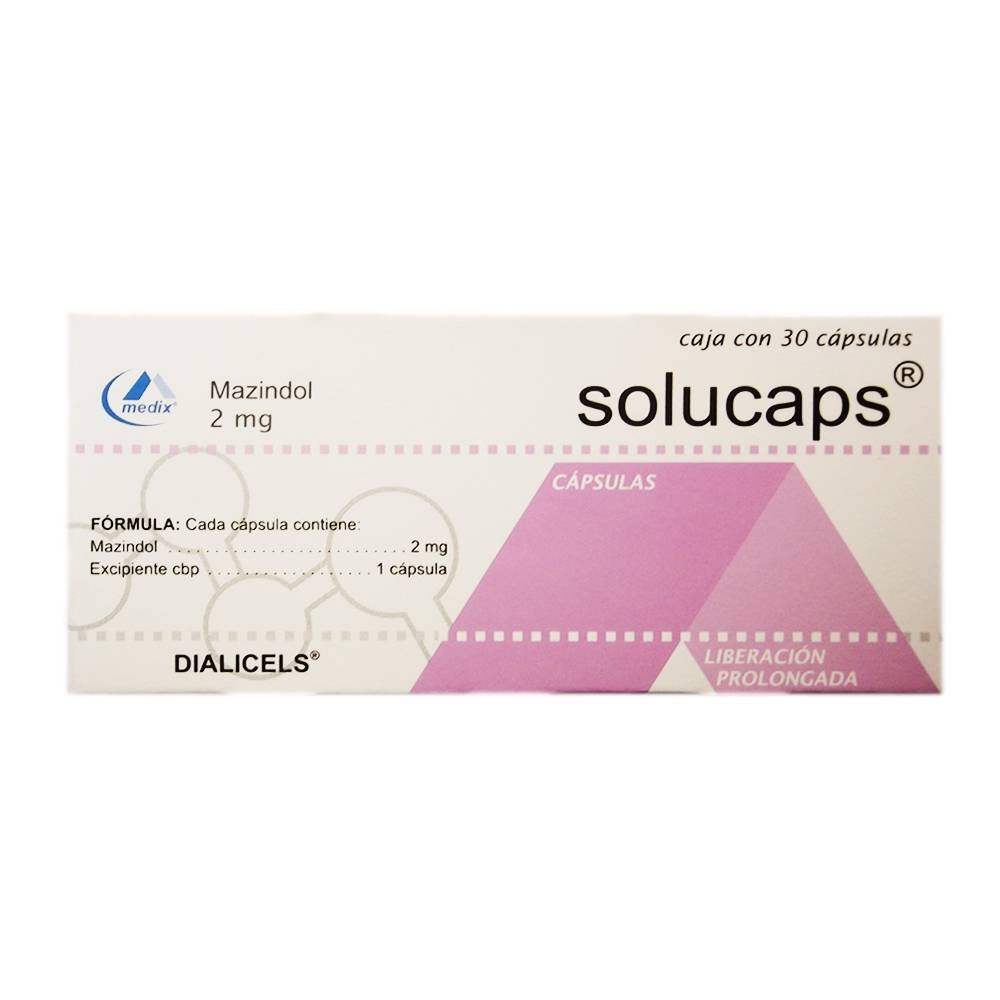 caja con 30 cápsulas
medix®
Mazindol
2 mg
solucaps®
CÁPSULAS
FÓRMULA: Cada cápsula contiene:
Mazindol ........................... 2 mg
Excipiente cbp .................. 1 cápsula
DIALICELS®
LIBERACIÓN
PROLONGADA